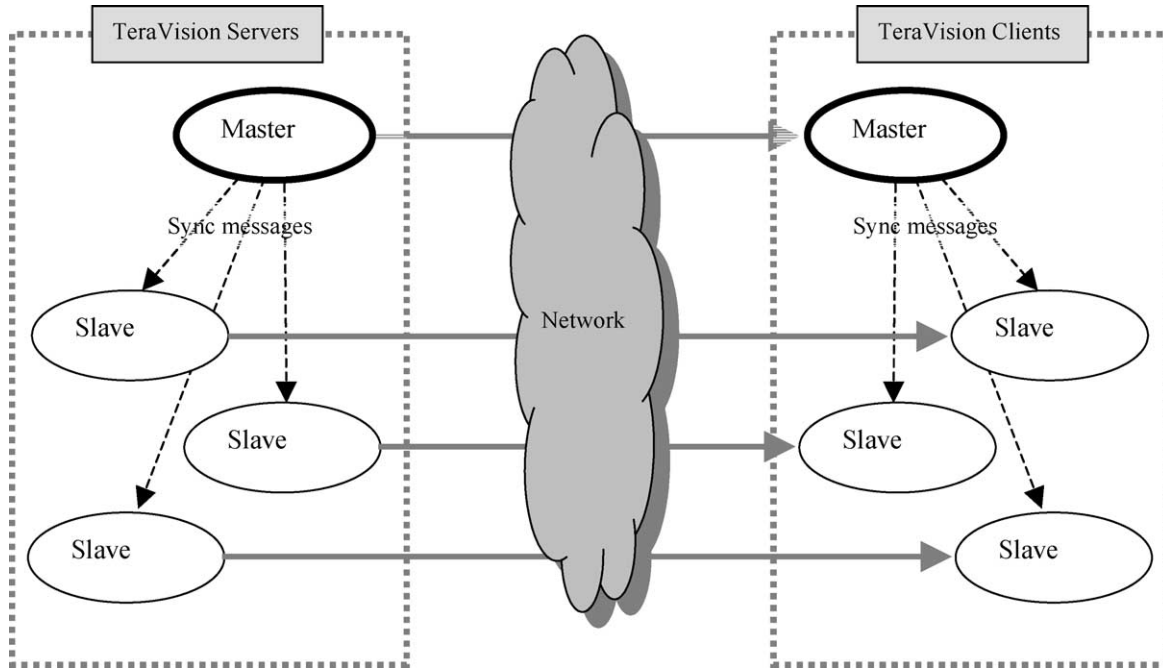 TeraVision Servers
TeraVision Clients
Master
Master
Sync messages
Sync messages
Slave
Network
Slave
Slave
Slave
Slave
Slave